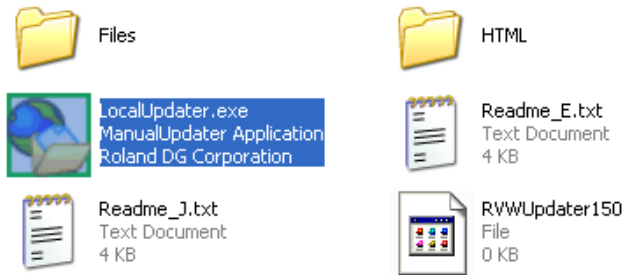 Files
HTML
LocalUpdater.exe
ManualUpdater Application
Roland DG Corporation
Readme_E.txt
Text Document
4 KB
Readme_J.txt
Text Document
4 KB
RVWUpdater150
File
0 KB